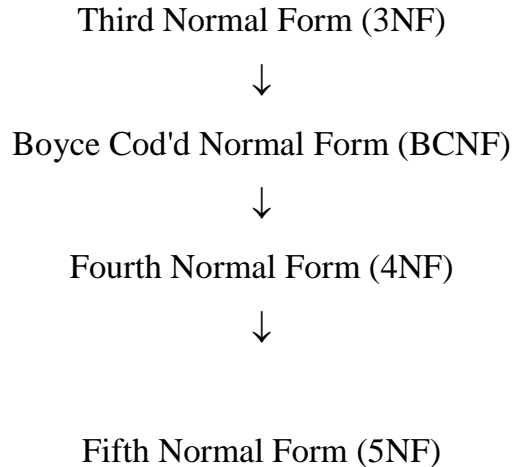 Third Normal Form (3NF)
↓
Boyce Cod'd Normal Form (BCNF)
↓
Fourth Normal Form (4NF)
↓
Fifth Normal Form (5NF)